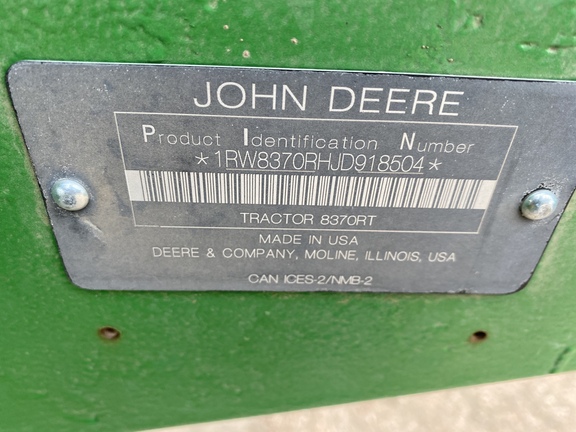 JOHN DEERE
Product Identification Number
*1RW8370RHJD918504*
TRACTOR 8370RT
MADE IN USA
DEERE & COMPANY, MOLINE, ILLINOIS, USA
CAN ICES-2/NMB-2